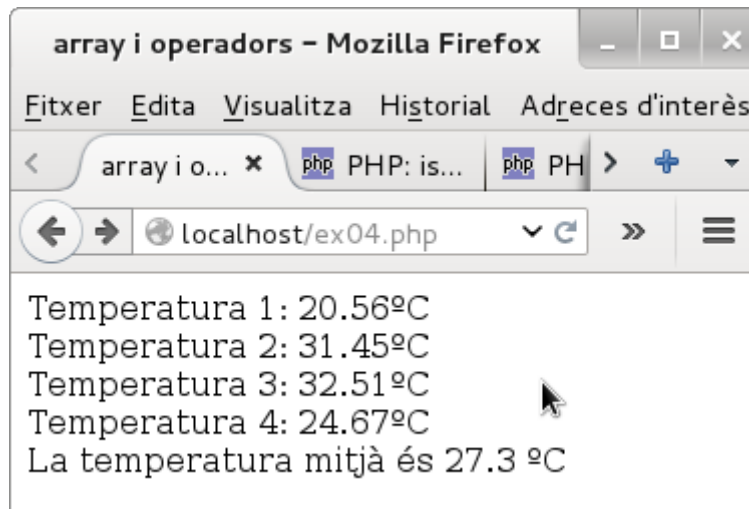 array i operadors – Mozilla Firefox
Fitxer Edita Visualitza Historial Adreces d'interès
array i o... php PHP: is... php PH
localhost/ex04.php
Temperatura 1: 20.56ºC
Temperatura 2: 31.45ºC
Temperatura 3: 32.51ºC
Temperatura 4: 24.67ºC
La temperatura mitjà és 27.3 ºC